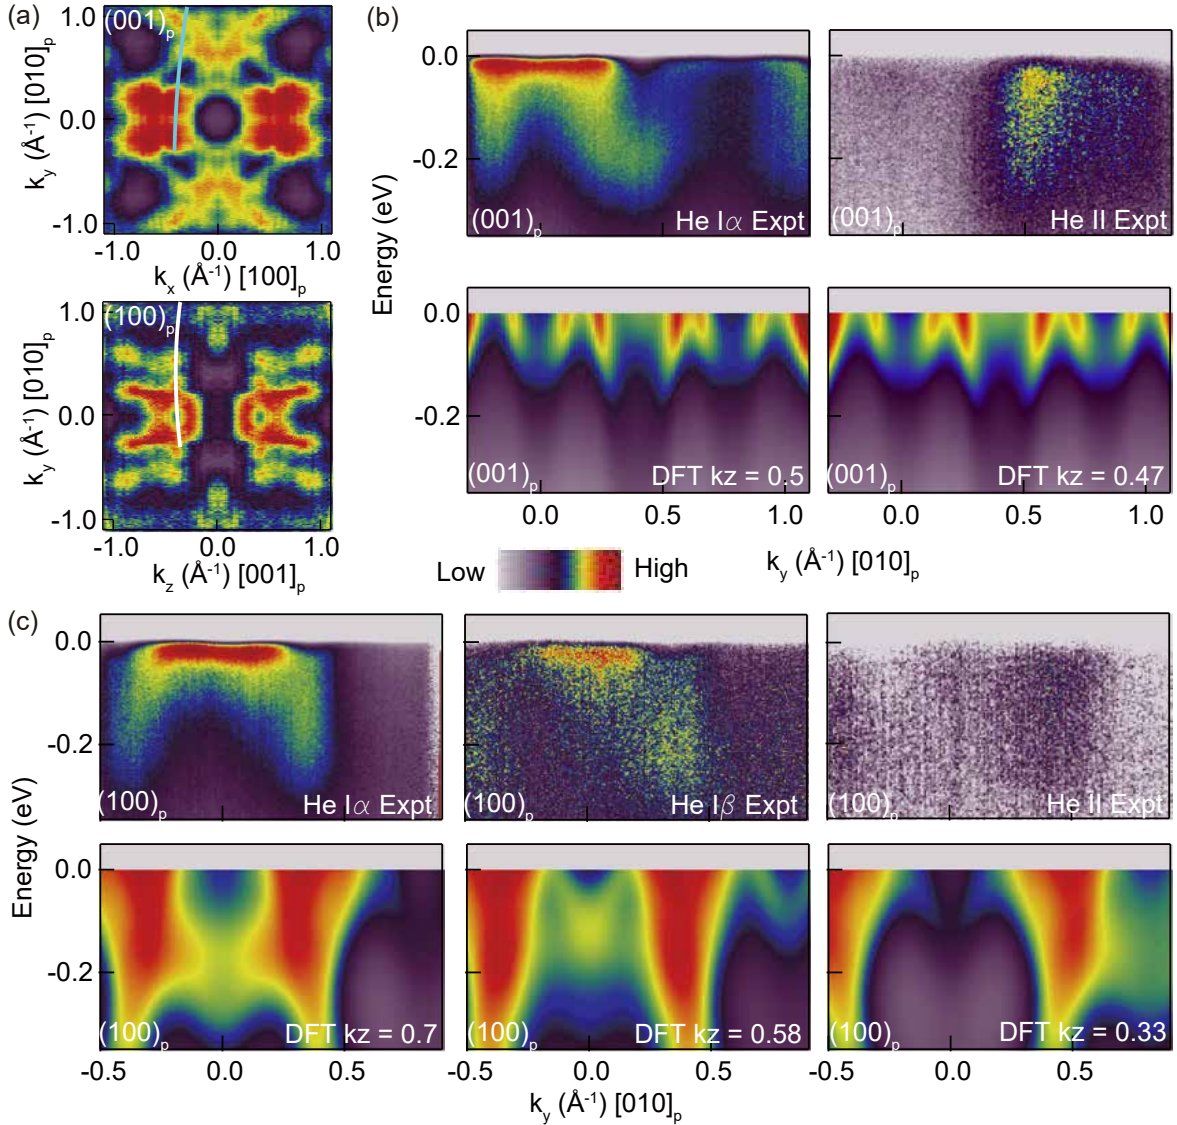 (a)
(001)p
1.0
0.0
-1.0
ky (Å-1) [010]p
-1.0 0.0 1.0
kx (Å-1) [100]p
(100)p
1.0
0.0
-1.0
ky (Å-1) [010]p
-1.0 0.0 1.0
kz (Å-1) [001]p
(b)
Energy (eV)
0.0
-0.2
(001)p He Iα Expt
(001)p He II Expt
0.0
-0.2
(001)p DFT kz = 0.5
(001)p DFT kz = 0.47
0.0 0.5 1.0
0.0 0.5 1.0
Low High
ky (Å-1) [010]p
(c)
Energy (eV)
0.0
-0.2
(100)p He Iα Expt
(100)p He Iβ Expt
(100)p He II Expt
0.0
-0.2
(100)p DFT kz = 0.7
(100)p DFT kz = 0.58
(100)p DFT kz = 0.33
-0.5 0.0 0.5
0.0 0.5
-0.5 0.0 0.5
ky (Å-1) [010]p